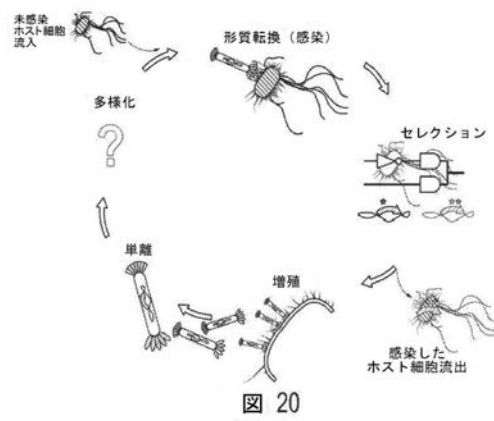 未感染
ホスト細胞
流入
形質転換（感染）
多様化
?
セレクション
* **
単離
増殖
感染した
ホスト細胞流出
図 20